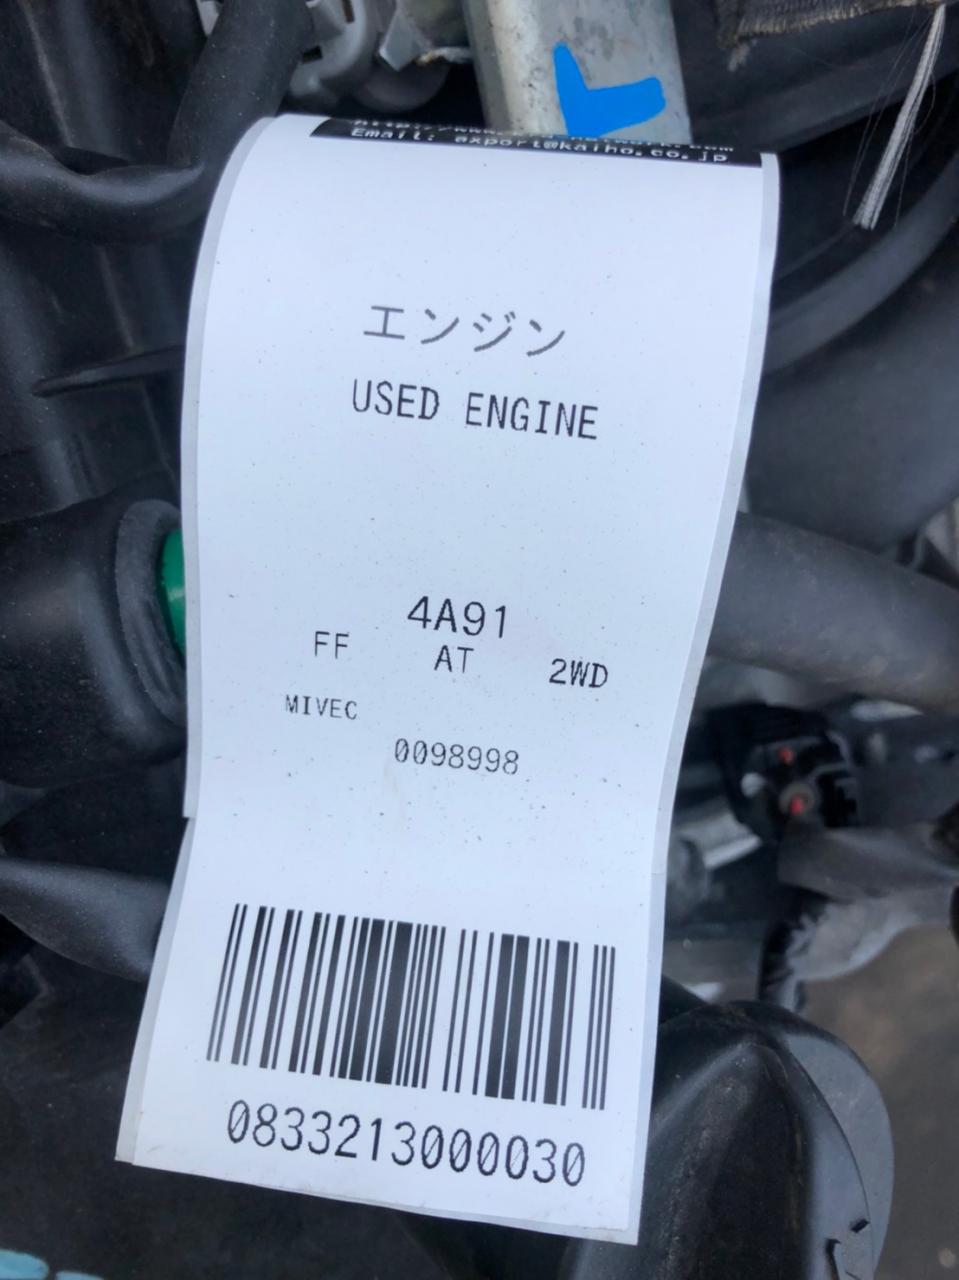 Email: export@kaiho.co.jp
エンジン
USED ENGINE
4A91
FF AT 2WD
MIVEC
0098998
0833213000030